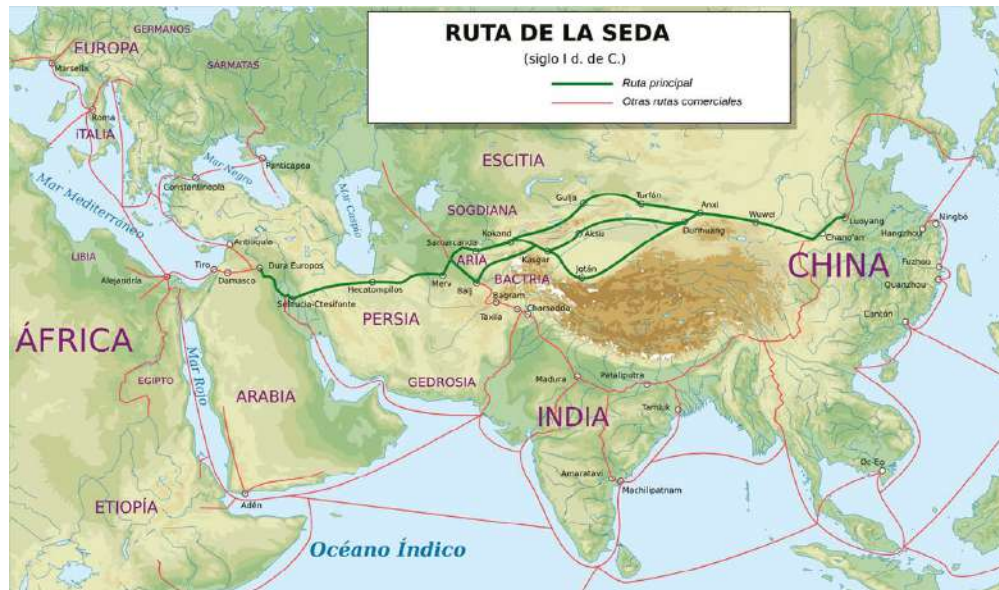 RUTA DE LA SEDA
(siglo I d. de C.)
Ruta principal
Otras rutas comerciales
GERMANOS
EUROPA
Marsella
SÁRMATAS
Roma
ITALIA
Mar Negro
Panticapea
Constantinopla
Mar Mediterráneo
Mar Caspio
ESCITIA
SOGDIANA
Gulja
Turfán
Anxi
Wuwei
Luoyang
Chang'an
Dunhuang
Ningbó
Hangzhou
Kokand
Samarcanda
Aksu
Kasgar
Jotán
ARIA
BACTRIA
Merv
Balj
Bagram
Charsadda
Taxila
Antioquía
Tiro
Damasco
Dura Europos
Seleucia-Ctesifonte
Hecatompilos
LIBIA
Alejandría
PERSIA
CHINA
Fuzhou
Quanzhou
Cantón
ÁFRICA
EGIPTO
Mar Rojo
ARABIA
GEDROSIA
Madura
Pataliputra
INDIA
Tamluk
Amaratavi
Machilipatnam
Oc-Eo
ETIOPÍA
Adén
Océano Índico